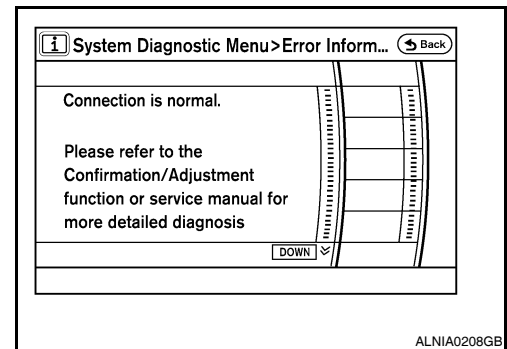 i System Diagnostic Menu>Error Inform... Back
Connection is normal.
Please refer to the
Confirmation/Adjustment
function or service manual for
more detailed diagnosis
DOWN
ALNIA0208GB